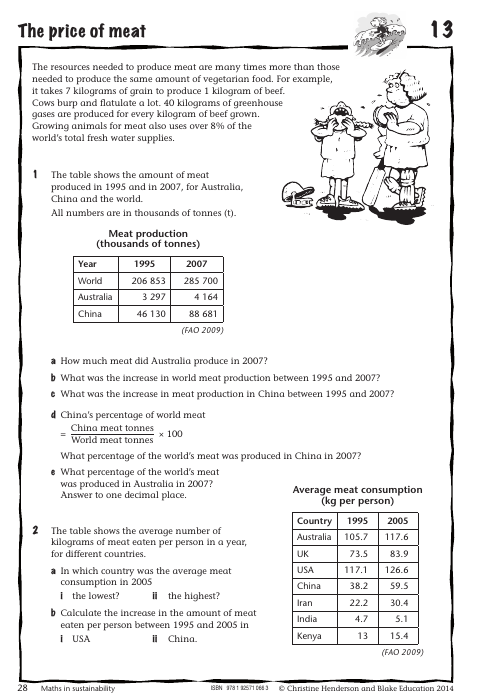 The price of meat
13
The resources needed to produce meat are many times more than those
needed to produce the same amount of vegetarian food. For example,
it takes 7 kilograms of grain to produce 1 kilogram of beef.
Cows burp and flatulate a lot. 40 kilograms of greenhouse
gases are produced for every kilogram of beef grown.
Growing animals for meat also uses over 8% of the
world's total fresh water supplies.
1 The table shows the amount of meat
produced in 1995 and in 2007, for Australia,
China and the world.
All numbers are in thousands of tonnes (t).
Meat production
(thousands of tonnes)
Year 1995 2007
World 206 853 285 700
Australia 3 297 4 164
China 46 130 88 681
(FAO 2009)
a How much meat did Australia produce in 2007?
b What was the increase in world meat production between 1995 and 2007?
c What was the increase in meat production in China between 1995 and 2007?
d China's percentage of world meat
= China meat tonnes
World meat tonnes × 100
What percentage of the world's meat was produced in China in 2007?
e What percentage of the world's meat
was produced in Australia in 2007?
Answer to one decimal place.
2 The table shows the average number of
kilograms of meat eaten per person in a year,
for different countries.
a In which country was the average meat
consumption in 2005
i the lowest? ii the highest?
b Calculate the increase in the amount of meat
eaten per person between 1995 and 2005 in
i USA ii China.
Average meat consumption
(kg per person)
Country 1995 2005
Australia 105.7 117.6
UK 73.5 83.9
USA 117.1 126.6
China 38.2 59.5
Iran 22.2 30.4
India 4.7 5.1
Kenya 13 15.4
(FAO 2009)
28 Maths in sustainability ISBN 978 1 92571 066 3 © Christine Henderson and Blake Education 2014